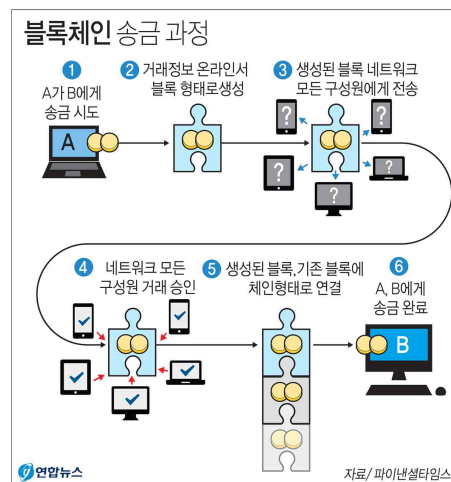 블록체인 송금 과정
1
A가 B에게
송금 시도
2
거래정보 온라인서
블록 형태로생성
3
생성된 블록 네트워크
모든 구성원에게 전송
A
?
?
?
?
?
4
네트워크 모든
구성원 거래 승인
5
생성된 블록,기존 블록에
체인형태로 연결
6
A, B에게
송금 완료
B
연합뉴스
자료/ 파이낸셜타임스